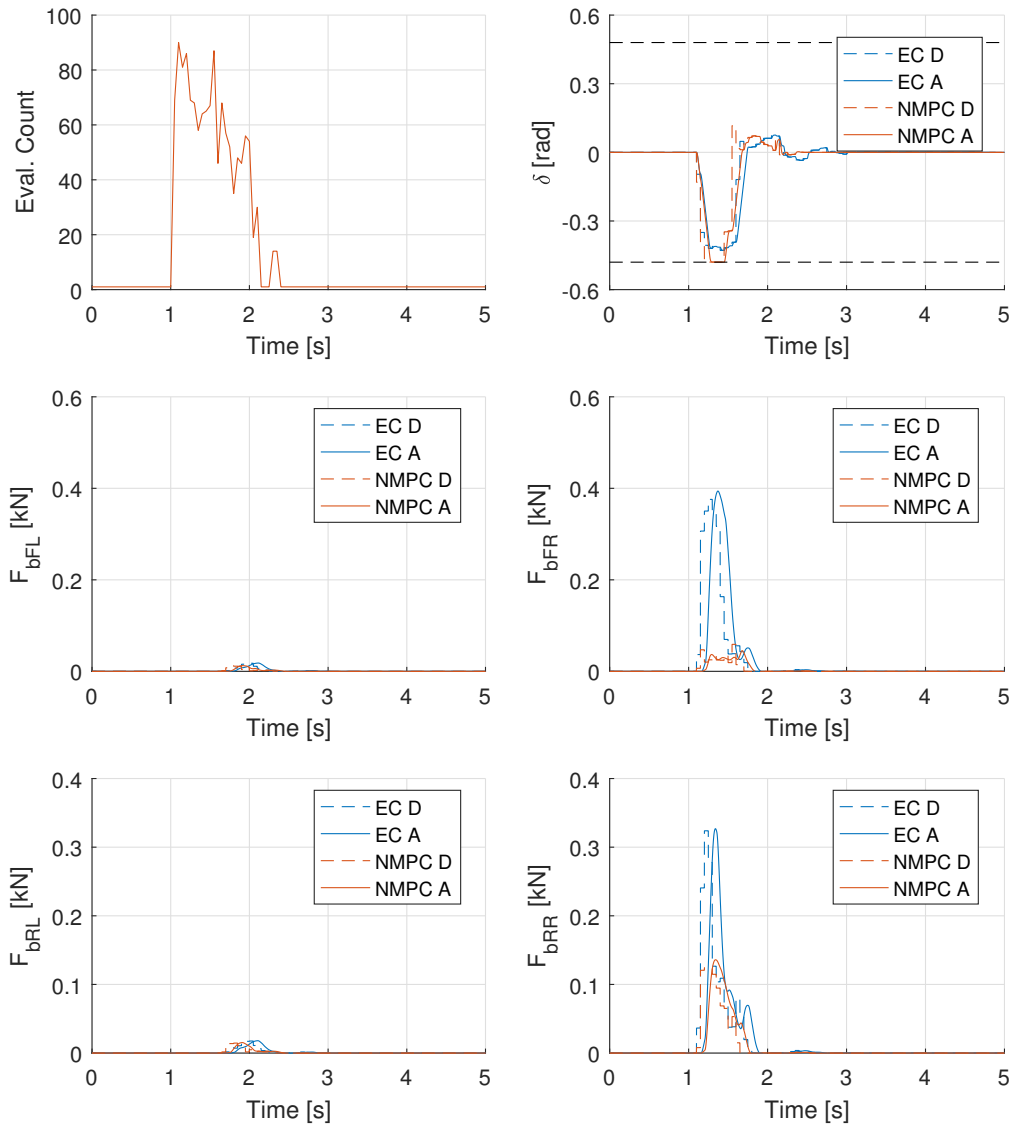 Eval. Count
100
80
60
40
20
0
0 1 2 3 4 5
Time [s]
δ [rad]
0.6
0.3
0
-0.3
-0.6
EC D
EC A
NMPC D
NMPC A
0 1 2 3 4 5
Time [s]
F_bFL [kN]
0.6
0.4
0.2
0
EC D
EC A
NMPC D
NMPC A
0 1 2 3 4 5
Time [s]
F_bFR [kN]
0.6
0.4
0.2
0
EC D
EC A
NMPC D
NMPC A
0 1 2 3 4 5
Time [s]
F_bRL [kN]
0.4
0.3
0.2
0.1
0
EC D
EC A
NMPC D
NMPC A
0 1 2 3 4 5
Time [s]
F_bRR [kN]
0.4
0.3
0.2
0.1
0
EC D
EC A
NMPC D
NMPC A
0 1 2 3 4 5
Time [s]